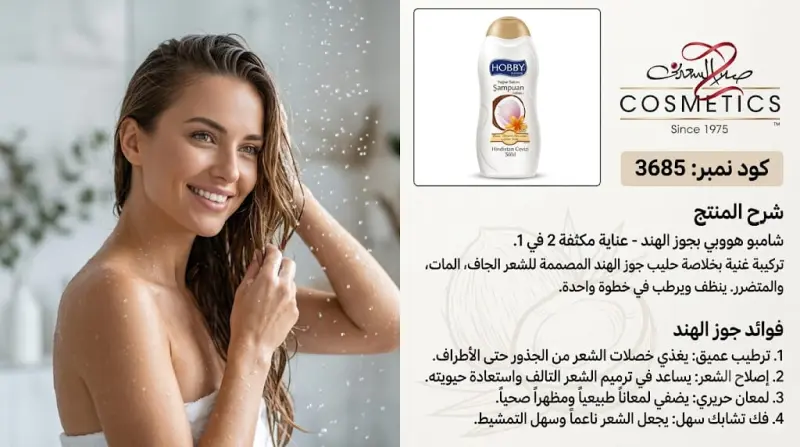 HOBBY
Şampuan
Hindistan Cevizi
Sütü
COSMETICS
Since 1975
TM
كود نمبر: 3685
شرح المنتج
شامبو هووبي بجوز الهند - عناية مكثفة 2 في 1.
تركيبة غنية بخلاصة حليب جوز الهند المصممة للشعر الجاف، المات،
والمتضرر. ينظف ويرطب في خطوة واحدة.
فوائد جوز الهند
1. ترطيب عميق: يغذي خصلات الشعر من الجذور حتى الأطراف.
2. إصلاح الشعر: يساعد في ترميم الشعر التالف واستعادة حيويته.
3. لمعان حريري: يضفي لمعاناً طبيعياً ومظهراً صحياً.
4. فك تشابك سهل: يجعل الشعر ناعماً وسهل التمشيط.